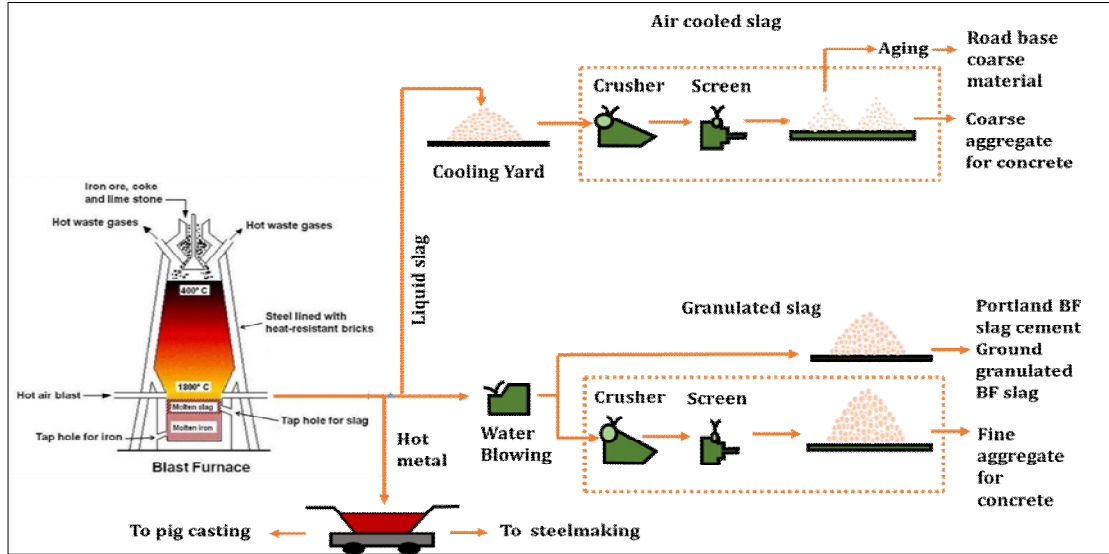 Air cooled slag
Aging
Road base
coarse
material
Crusher
Screen
Coarse
aggregate
for concrete
Cooling Yard
Liquid slag
Iron ore, coke
and lime stone
Hot waste gases
Hot waste gases
400° C
Steel lined with
heat-resistant bricks
1800° C
Hot air blast
Molten slag
Tap hole for slag
Molten iron
Tap hole for iron
Blast Furnace
Granulated slag
Portland BF
slag cement
Ground
granulated
BF slag
Water
Blowing
Crusher
Screen
Fine
aggregate
for
concrete
Hot
metal
To pig casting
To steelmaking